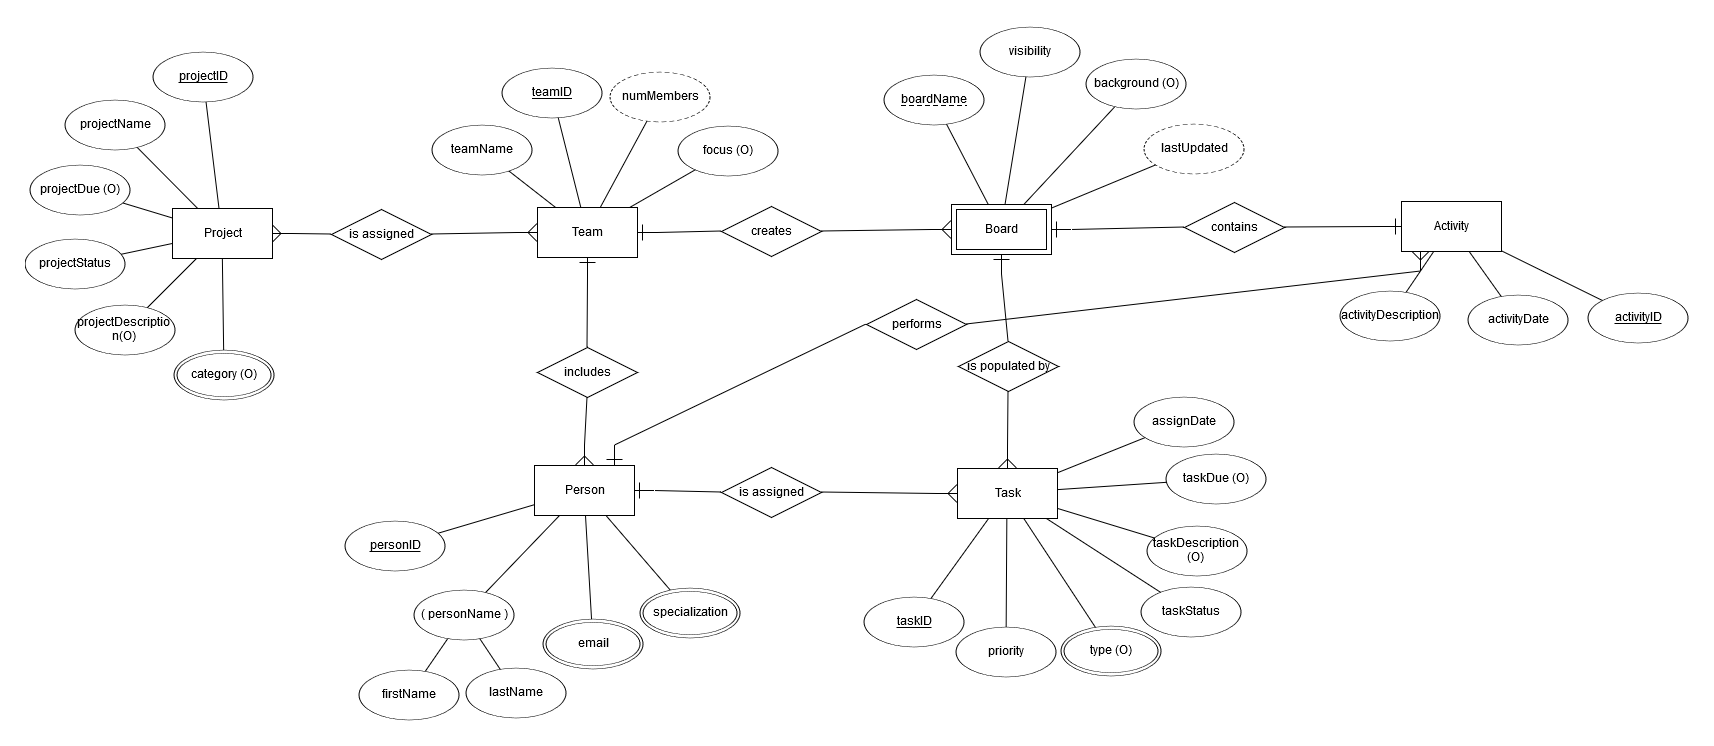 projectID
projectName
projectDue (O)
projectStatus
projectDescriptio
n(O)
category (O)
Project
is assigned
teamID
numMembers
teamName
focus (O)
Team
creates
visibility
background (O)
boardName
lastUpdated
Board
contains
Activity
activityDescription
activityDate
activityID
performs
is populated by
includes
Person
is assigned
Task
personID
( personName )
firstName
lastName
email
specialization
assignDate
taskDue (O)
taskDescription
(O)
taskStatus
type (O)
priority
taskID